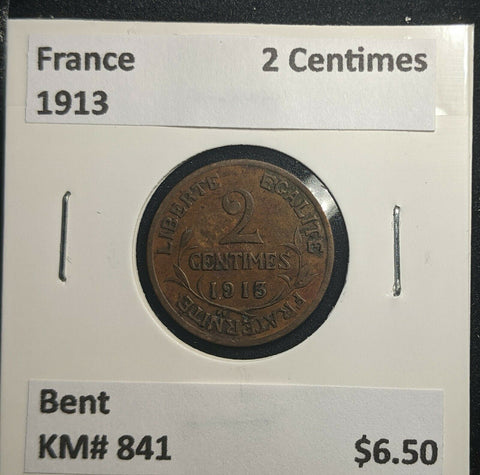 France 2 Centimes
1913
LIBERTE EGALITE
2
CENTIMES
1913
FRATERNITE
Bent
KM# 841 $6.50